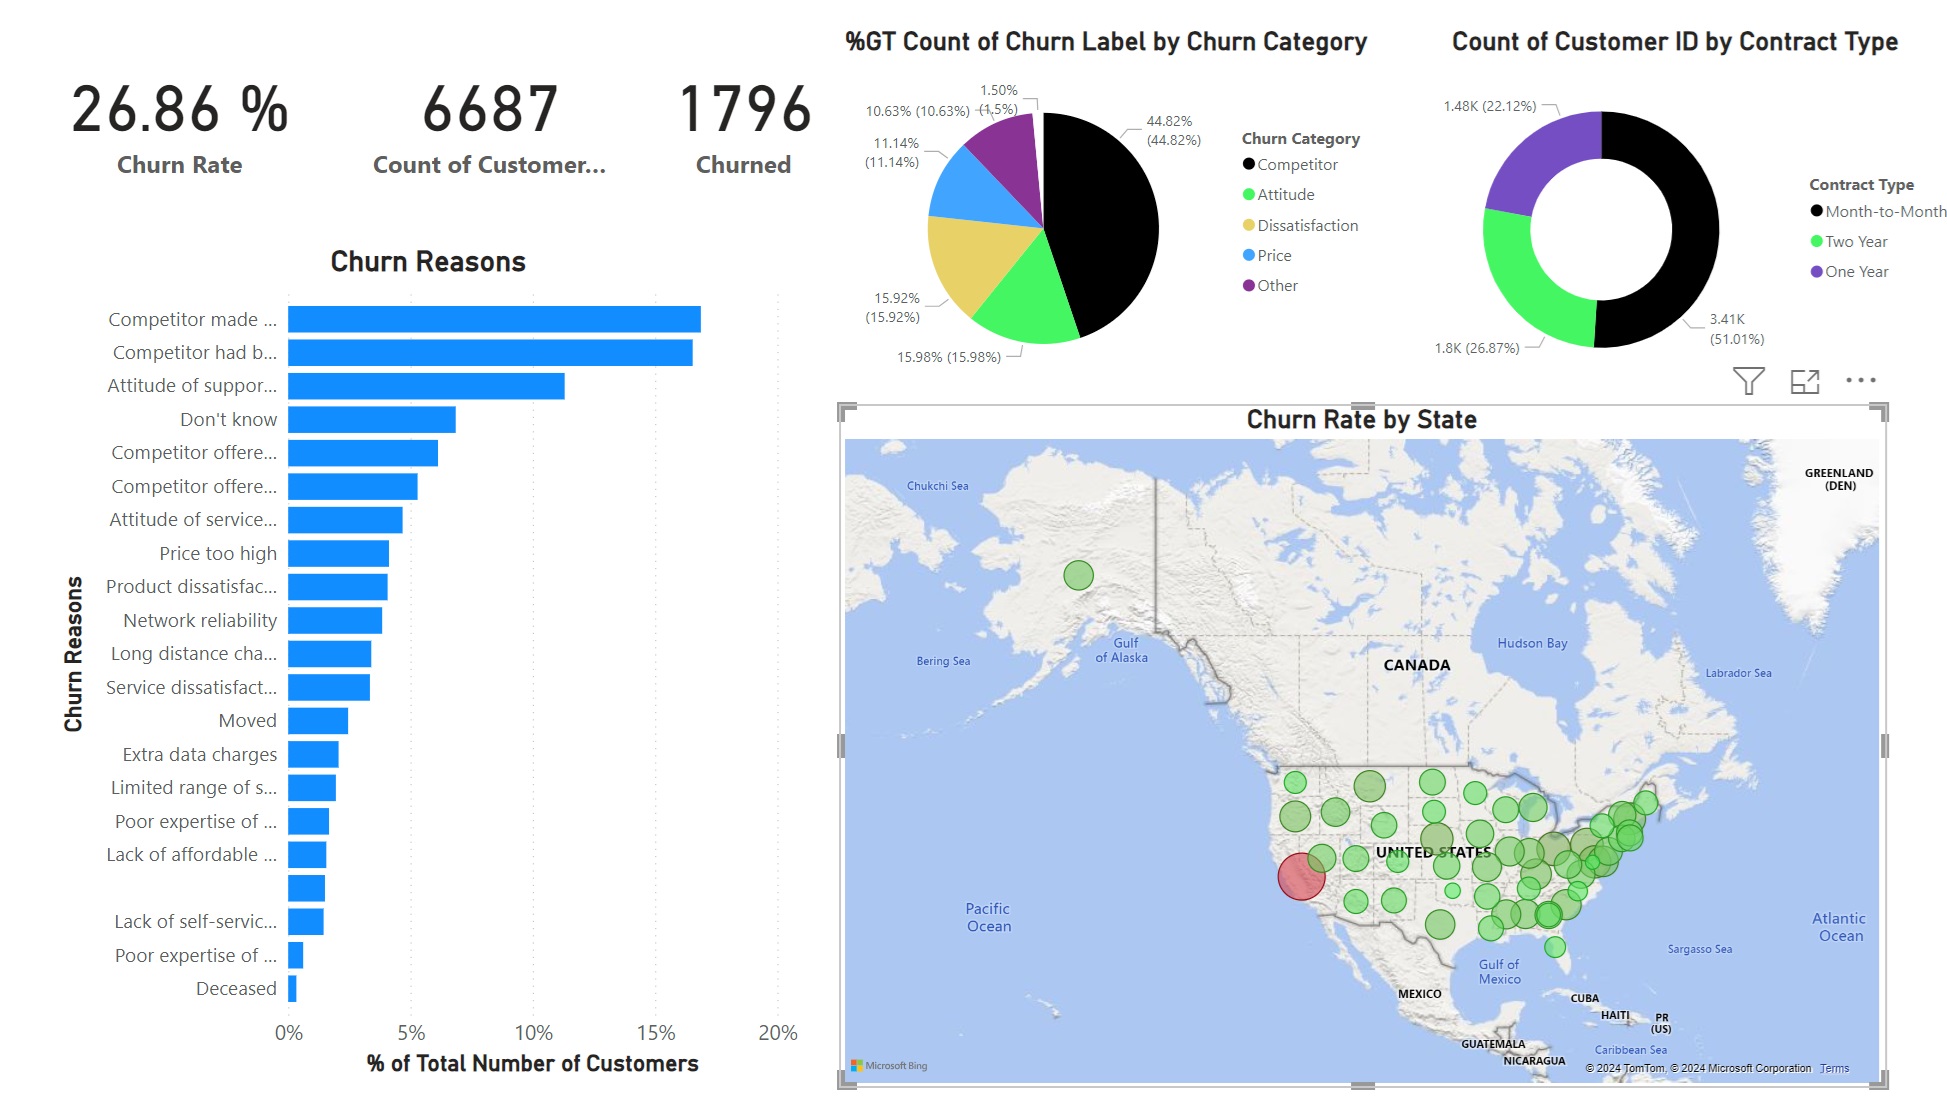 26.86 %
Churn Rate
6687
Count of Customer...
1796
Churned
%GT Count of Churn Label by Churn Category
1.50%
(1.5%)
10.63% (10.63%)
11.14%
(11.14%)
15.92%
(15.92%)
15.98% (15.98%)
44.82%
(44.82%)
Churn Category
Competitor
Attitude
Dissatisfaction
Price
Other
Count of Customer ID by Contract Type
1.48K (22.12%)
1.8K (26.87%)
3.41K
(51.01%)
Contract Type
Month-to-Month
Two Year
One Year
Churn Reasons
Churn Reasons
Competitor made ...
Competitor had b...
Attitude of suppor...
Don't know
Competitor offere...
Competitor offere...
Attitude of service...
Price too high
Product dissatisfac...
Network reliability
Long distance cha...
Service dissatisfact...
Moved
Extra data charges
Limited range of s...
Poor expertise of ...
Lack of affordable ...
Lack of self-servic...
Poor expertise of ...
Deceased
0%
5%
10%
15%
20%
% of Total Number of Customers
Churn Rate by State
Chukchi Sea
GREENLAND
(DEN)
Bering Sea
Gulf
of Alaska
CANADA
Hudson Bay
Labrador Sea
UNITED STATES
Pacific
Ocean
Atlantic
Ocean
Sargasso Sea
Gulf of
Mexico
MEXICO
CUBA
HAITI
PR
(US)
GUATEMALA
Caribbean Sea
NICARAGUA
Microsoft Bing
© 2024 TomTom, © 2024 Microsoft Corporation Terms